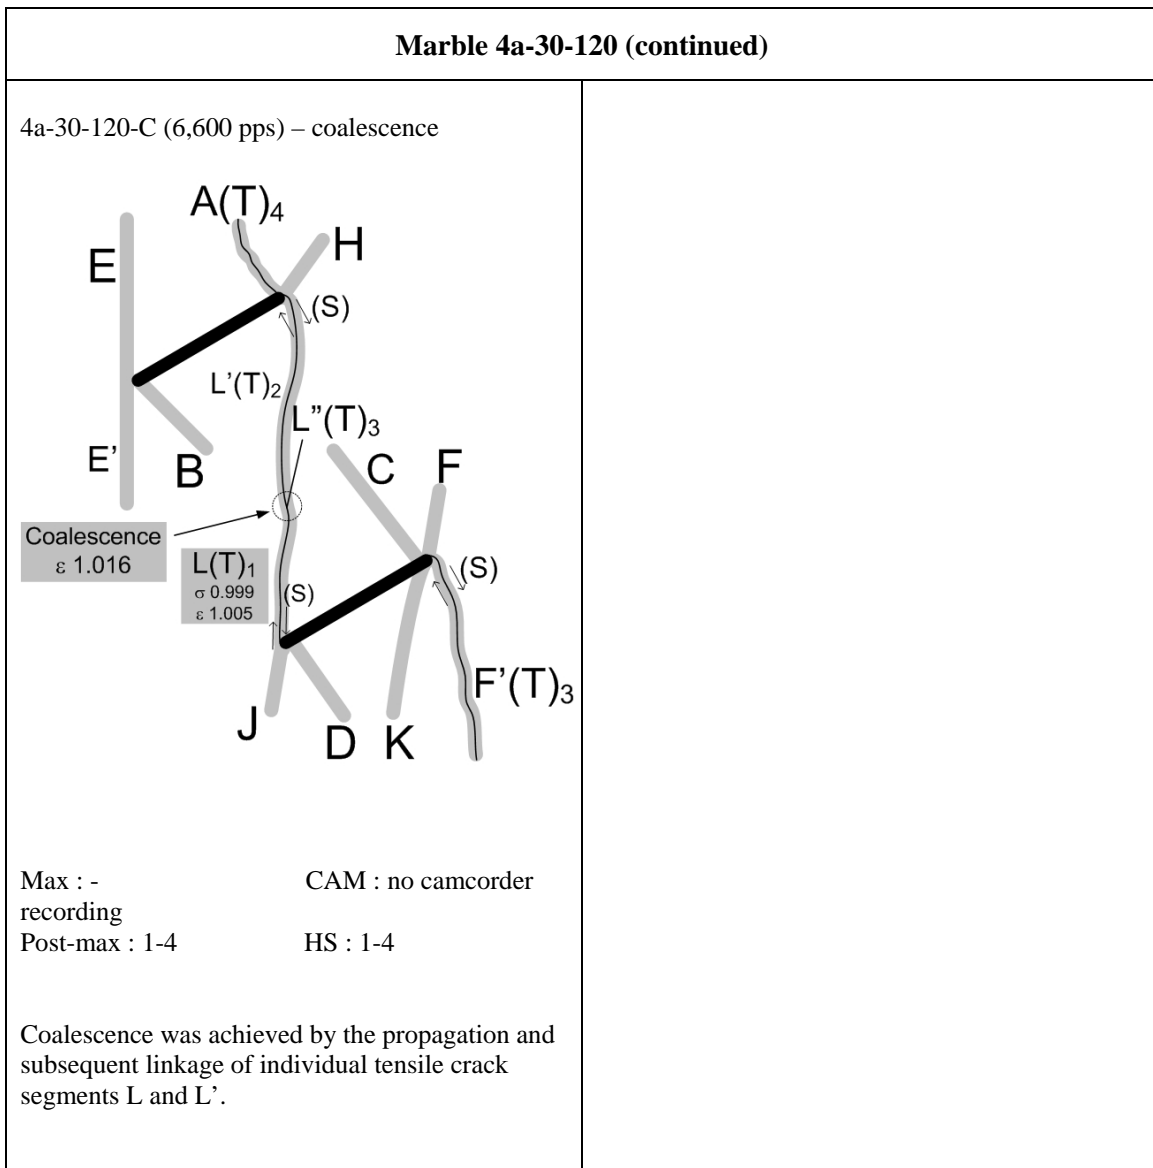 Marble 4a-30-120 (continued)
4a-30-120-C (6,600 pps) – coalescence
A(T)₄
H
E
(S)
L’(T)₂
L”(T)₃
E’
B
C
F
Coalescence
ε 1.016
L(T)₁
σ 0.999
ε 1.005
(S)
(S)
F’(T)₃
J
D
K
Max : - CAM : no camcorder
recording
Post-max : 1-4 HS : 1-4
Coalescence was achieved by the propagation and
subsequent linkage of individual tensile crack
segments L and L’.